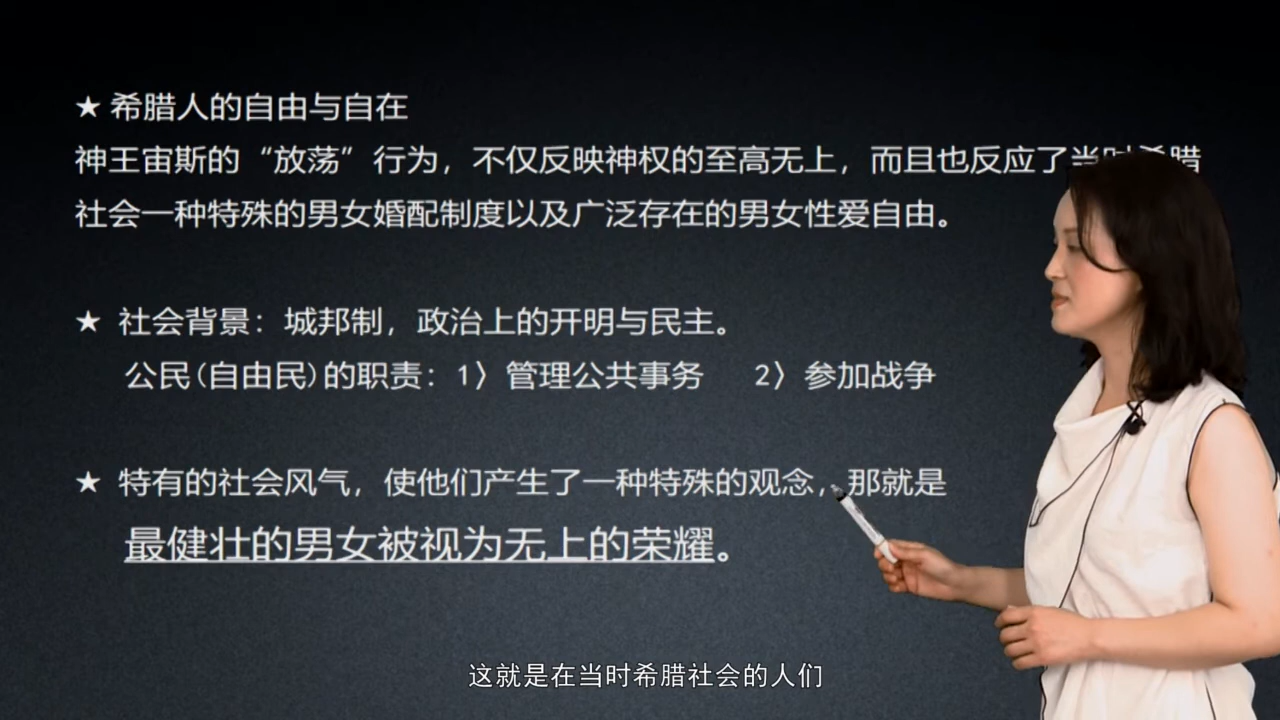 ★ 希腊人的自由与自在
神王宙斯的“放荡”行为，不仅反映神权的至高无上，而且也反应了当时希腊
社会一种特殊的男女婚配制度以及广泛存在的男女性爱自由。
★ 社会背景：城邦制，政治上的开明与民主。
公民(自由民)的职责：1）管理公共事务 2）参加战争
★ 特有的社会风气，使他们产生了一种特殊的观念，那就是
最健壮的男女被视为无上的荣耀。
这就是在当时希腊社会的人们